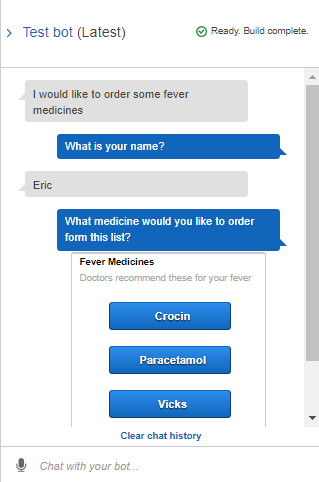 Test bot (Latest)
Ready. Build complete.
I would like to order some fever
medicines
What is your name?
Eric
What medicine would you like to order
form this list?
Fever Medicines
Doctors recommend these for your fever
Crocin
Paracetamol
Vicks
Clear chat history
Chat with your bot...